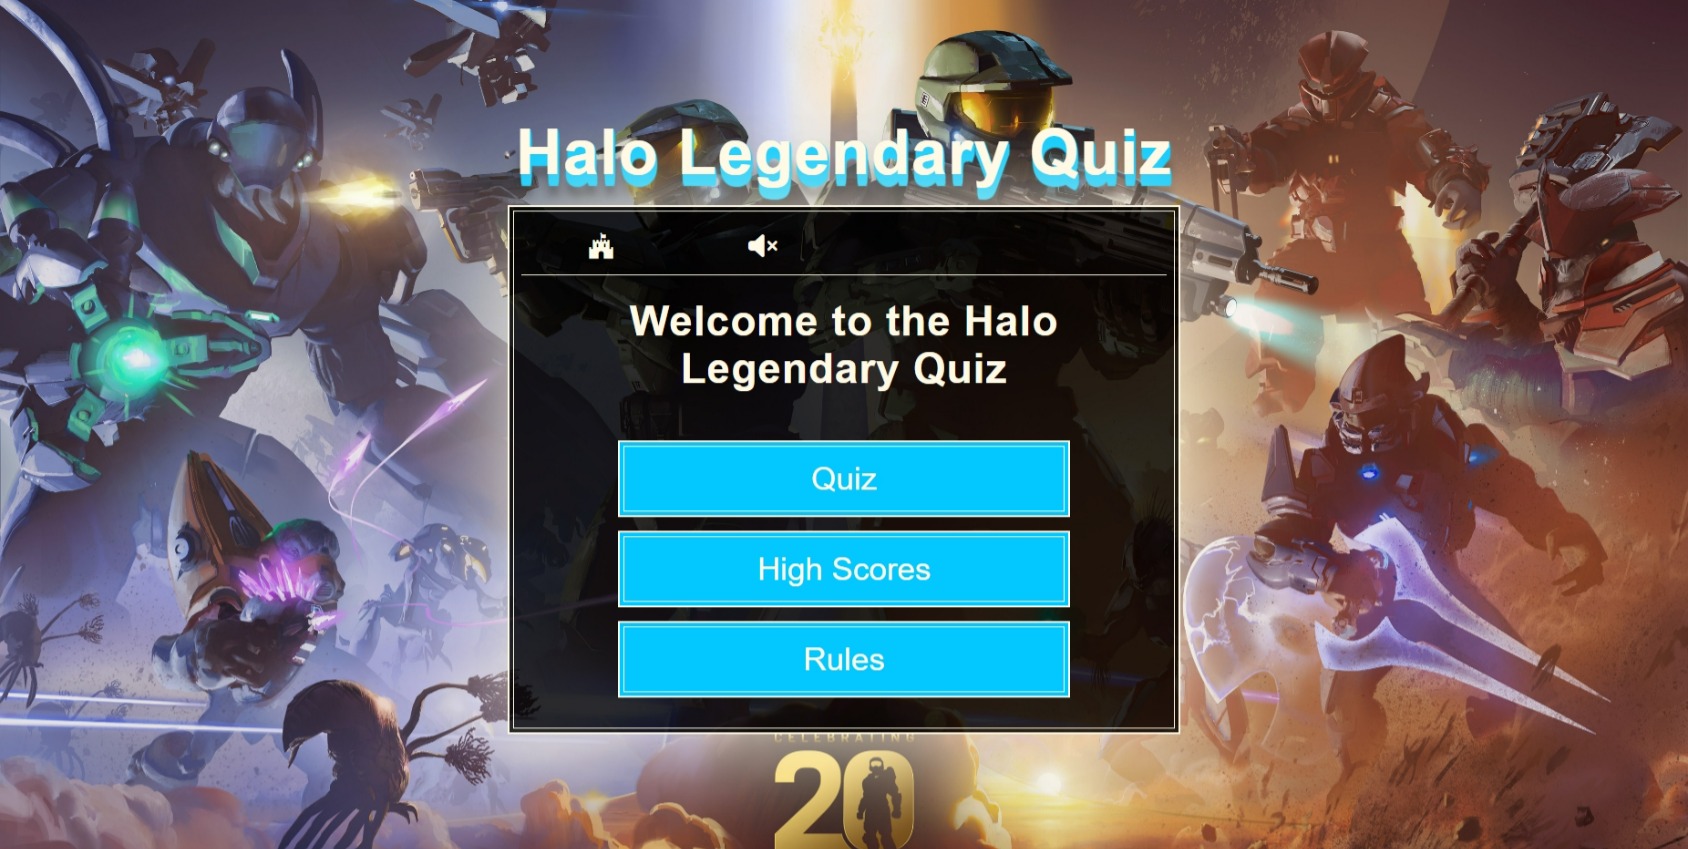 Halo Legendary Quiz
Welcome to the Halo
Legendary Quiz
Quiz
High Scores
Rules
CELEBRATING
20